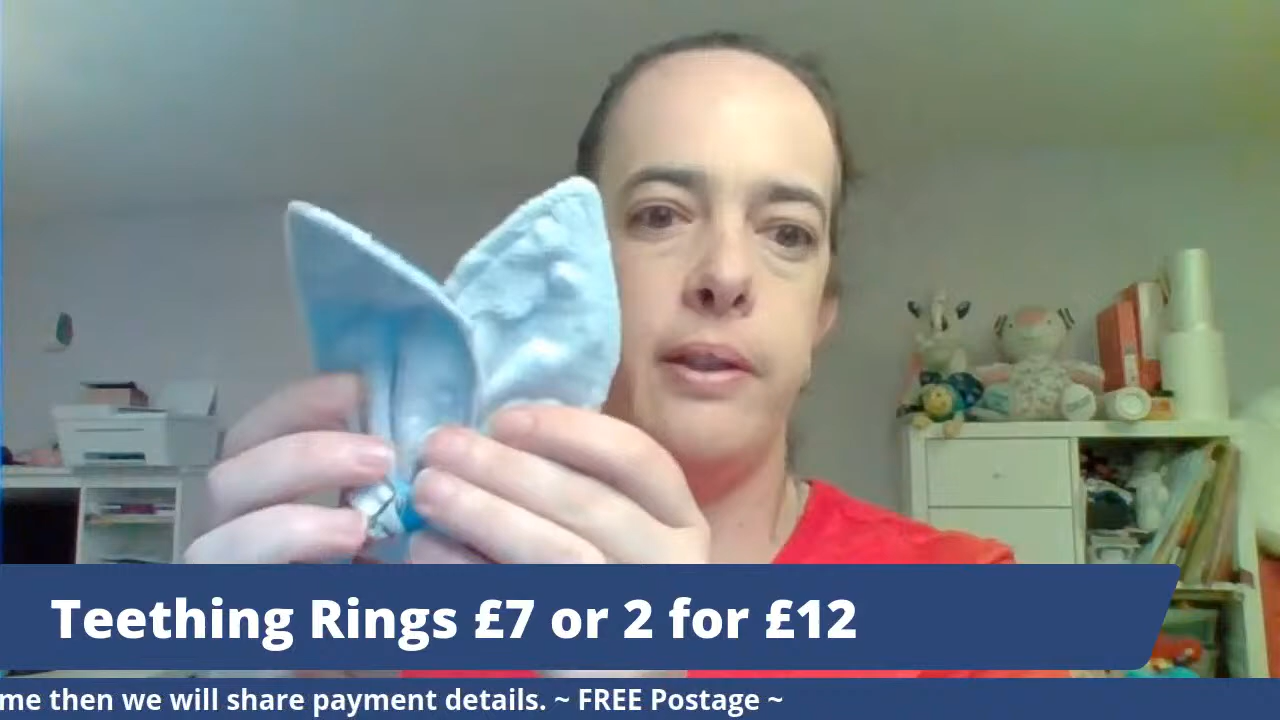 Teething Rings £7 or 2 for £12
me then we will share payment details. ~ FREE Postage ~